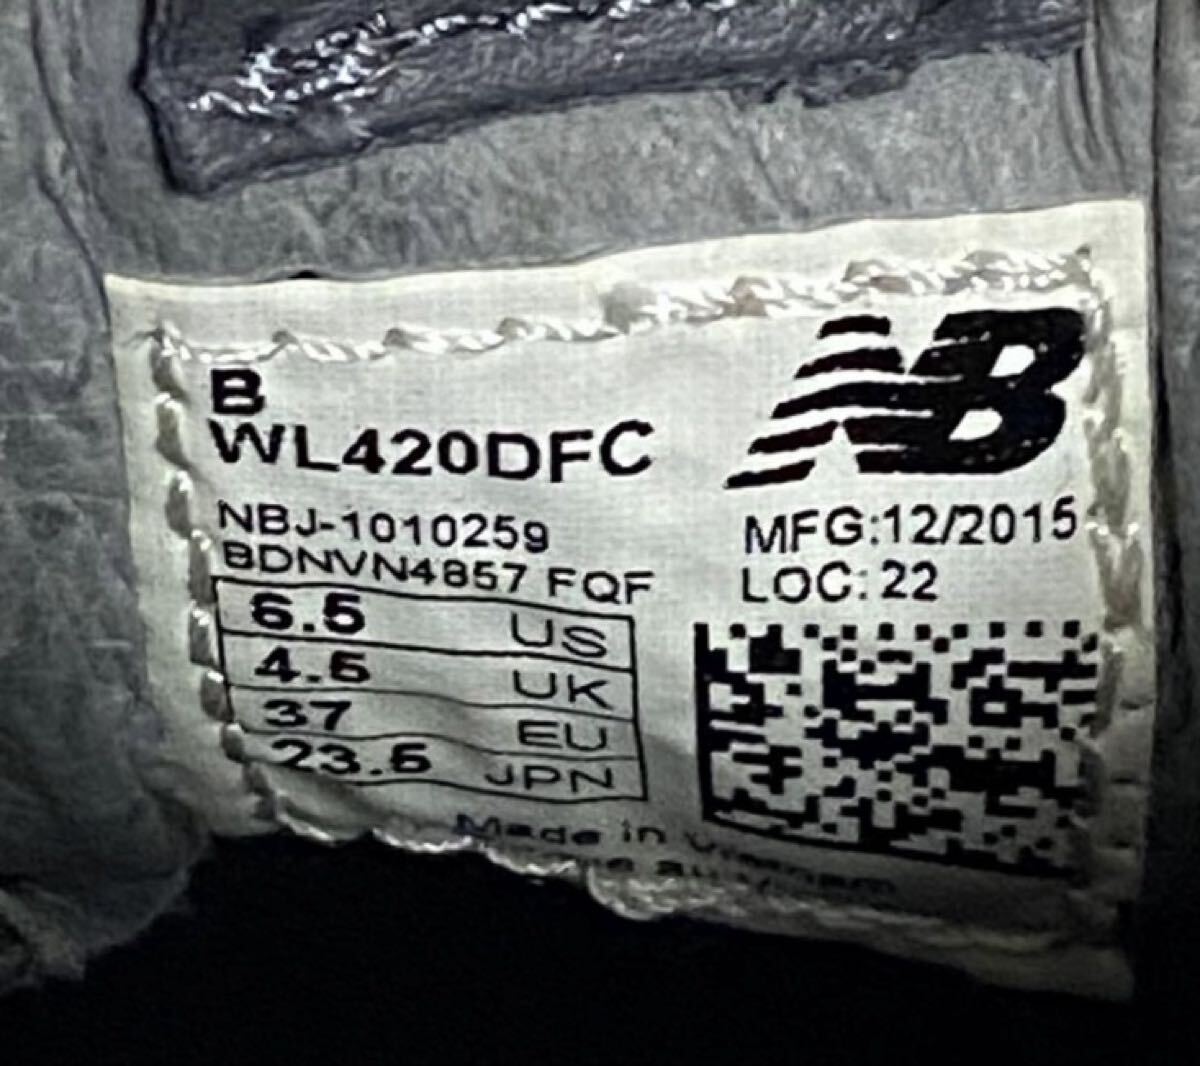 B
WL420DFC
NB
NBJ-1010259
BDNVN4857 FQF
MFG:12/2015
LOC:22
6.5 US
4.5 UK
37 EU
23.5 JPN
Made in Vietnam